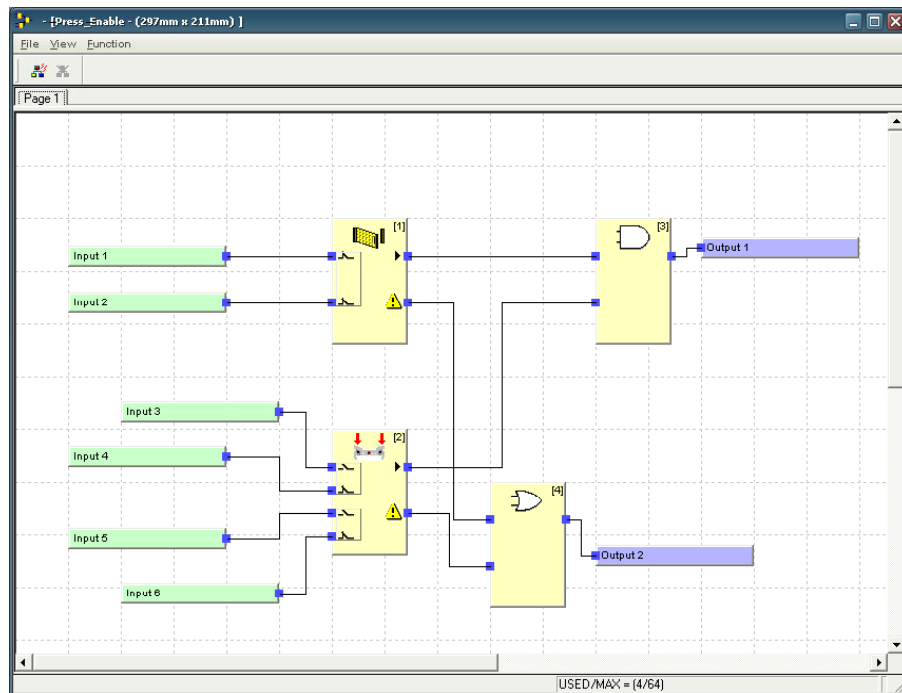 - [Press_Enable - (297mm x 211mm) ]
File View Function
Page 1
[1]
[3]
Input 1
Output 1
Input 2
Input 3
[2]
Input 4
[4]
Input 5
Output 2
Input 6
USED/MAX = (4/64)